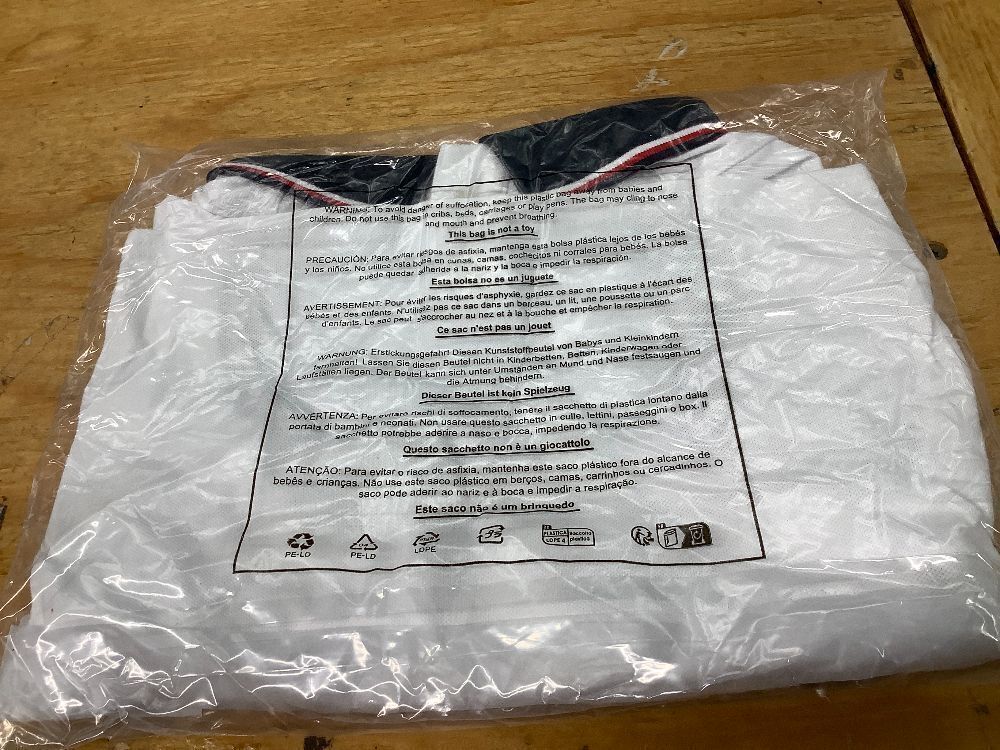 WARNING: To avoid danger of suffocation, keep this plastic bag away from babies and
children. Do not use this bag in cribs, beds, carriages or play pens. The bag may cling to nose
and mouth and prevent breathing.
This bag is not a toy
PRECAUCIÓN: Para evitar riesgos de asfixia, mantenga esta bolsa plástica lejos de los bebés
y los niños. No utilice esta bolsa en cunas, camas, cochecitos ni corrales para bebés. La bolsa
puede quedar adherida a la nariz y la boca e impedir la respiración.
Esta bolsa no es un juguete
AVERTISSEMENT: Pour éviter les risques d'asphyxie, gardez ce sac en plastique à l'écart des
bébés et des enfants. N'utilisez pas ce sac dans un berceau, un lit, une poussette ou un parc
d'enfants. Le sac peut s'accrocher au nez et à la bouche et empêcher la respiration.
Ce sac n'est pas un jouet
WARNUNG: Erstickungsgefahr! Diesen Kunststoffbeutel von Babys und Kleinkindern
fernhalten! Lassen Sie diesen Beutel nicht in Kinderbetten, Betten, Kinderwagen oder
Laufställen liegen. Der Beutel kann sich unter Umständen an Mund und Nase festsaugen und
die Atmung behindern.
Dieser Beutel ist kein Spielzeug
AVVERTENZA: Per evitare rischi di soffocamento, tenere il sacchetto di plastica lontano dalla
portata di bambini e neonati. Non usare questo sacchetto in culle, lettini, passeggini o box. Il
sacchetto potrebbe aderire a naso e bocca, impedendo la respirazione.
Questo sacchetto non è un giocattolo
ATENÇÃO: Para evitar o risco de asfixia, mantenha este saco plástico fora do alcance de
bebês e crianças. Não use este saco plástico em berços, camas, carrinhos ou cercadinhos. O
saco pode aderir ao nariz e à boca e impedir a respiração.
Este saco não é um brinquedo
PE-LD
04
PE-LD
LDPE
PLASTICA
LDPE 4
Raccolta
plastica